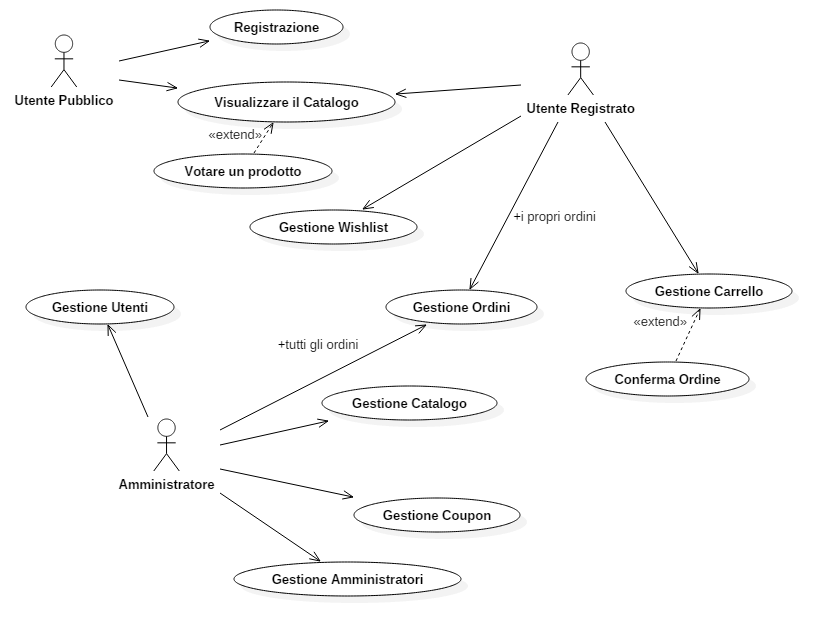 Registrazione
Utente Pubblico
Visualizzare il Catalogo
Utente Registrato
«extend»
Votare un prodotto
+i propri ordini
Gestione Wishlist
Gestione Utenti
Gestione Ordini
Gestione Carrello
«extend»
+tutti gli ordini
Conferma Ordine
Gestione Catalogo
Amministratore
Gestione Coupon
Gestione Amministratori